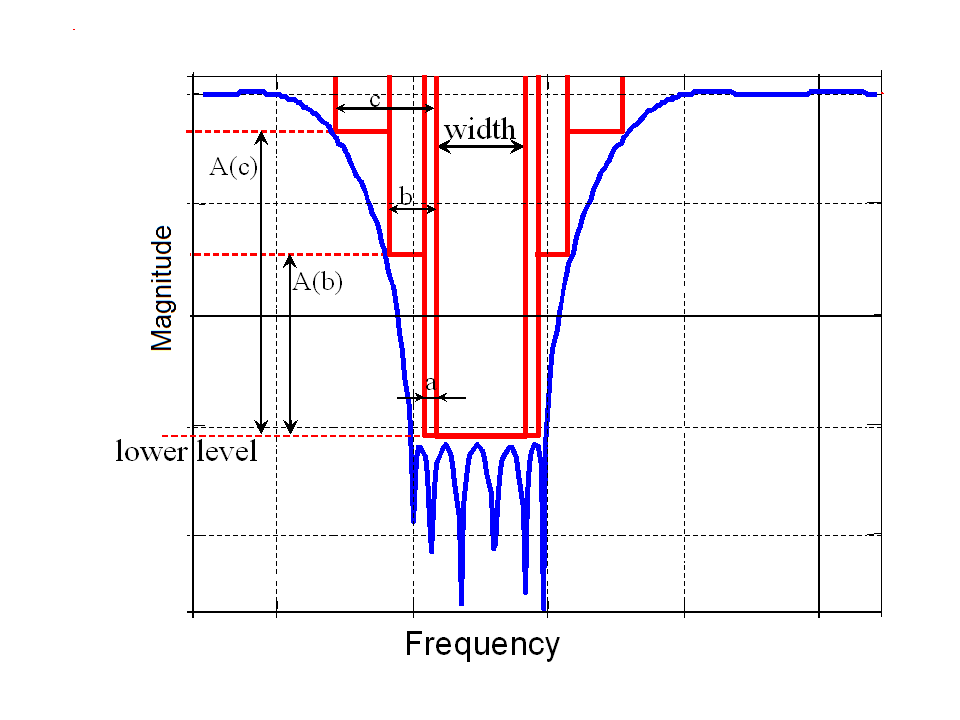 c
width
A(c)
b
A(b)
Magnitude
a
lower level
Frequency